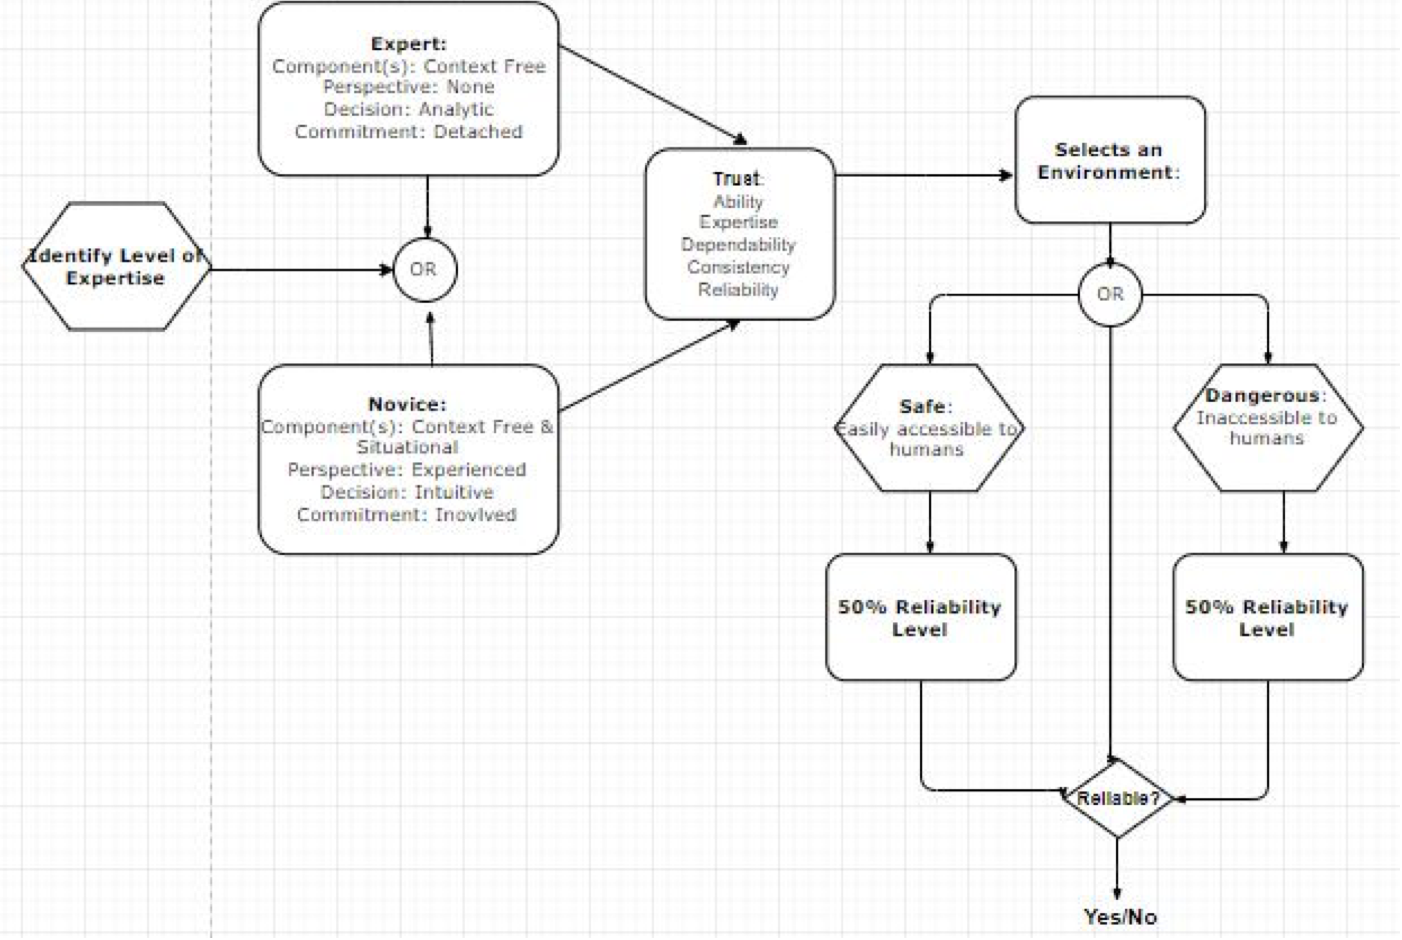 Expert:
Component(s): Context Free
Perspective: None
Decision: Analytic
Commitment: Detached
Identify Level of
Expertise
OR
Novice:
Component(s): Context Free &
Situational
Perspective: Experienced
Decision: Intuitive
Commitment: Inovlved
Trust:
Ability
Expertise
Dependability
Consistency
Reliability
Selects an
Environment:
OR
Safe:
Easily accessible to
humans
Dangerous:
Inaccessible to
humans
50% Reliability
Level
50% Reliability
Level
Reliable?
Yes/No